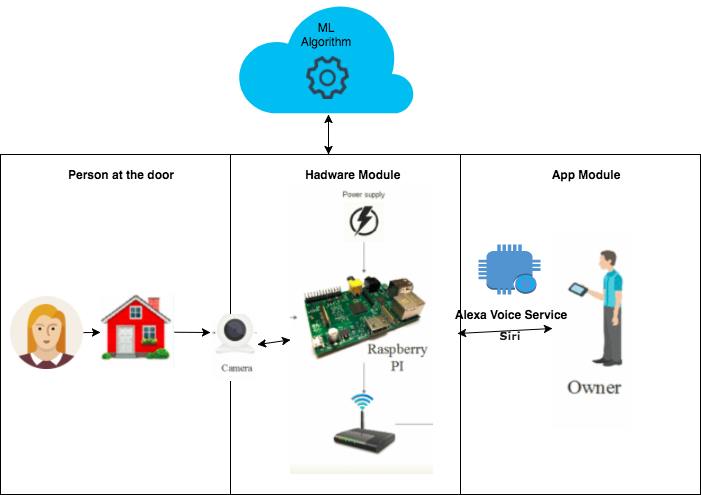 ML
Algorithm
Person at the door
Hadware Module
App Module
Power supply
Alexa Voice Service
Siri
Raspberry
PI
Camera
Owner